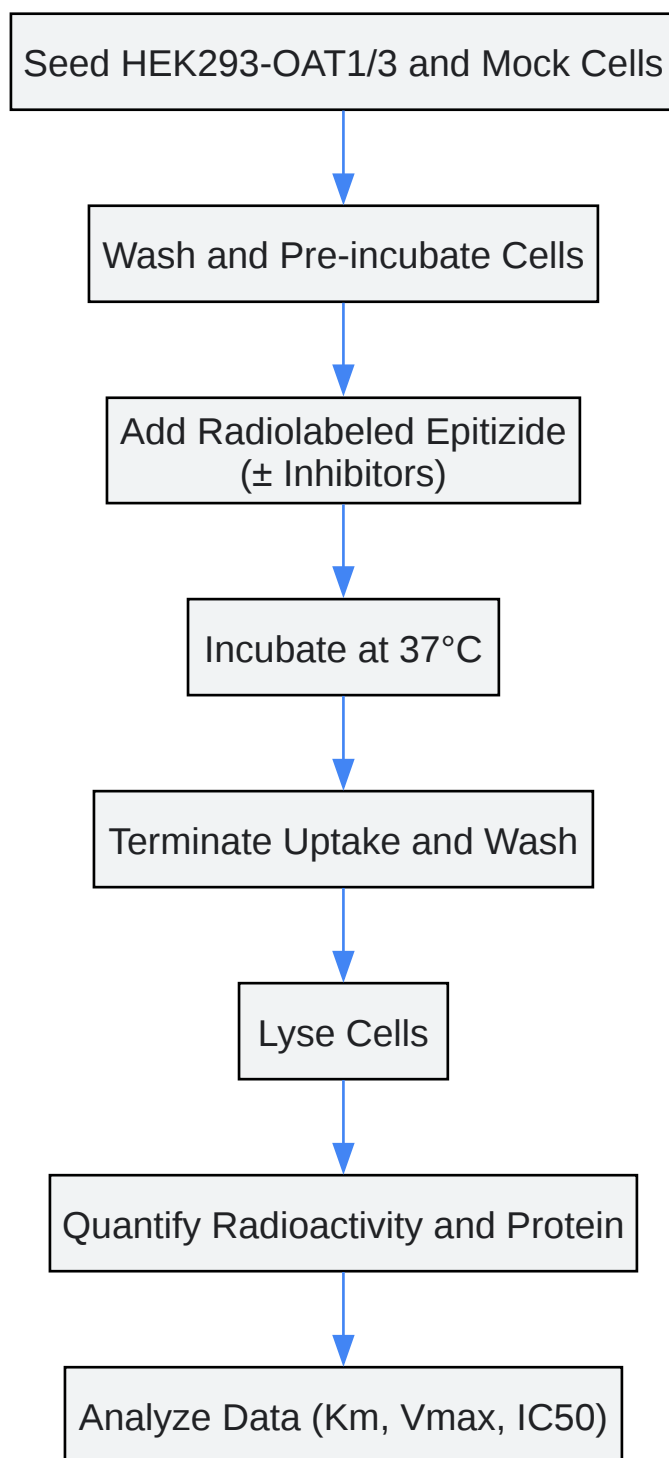 Seed HEK293-OAT1/3 and Mock Cells
Wash and Pre-incubate Cells
Add Radiolabeled Epitizide
(± Inhibitors)
Incubate at 37°C
Terminate Uptake and Wash
Lyse Cells
Quantify Radioactivity and Protein
Analyze Data (Km, Vmax, IC50)